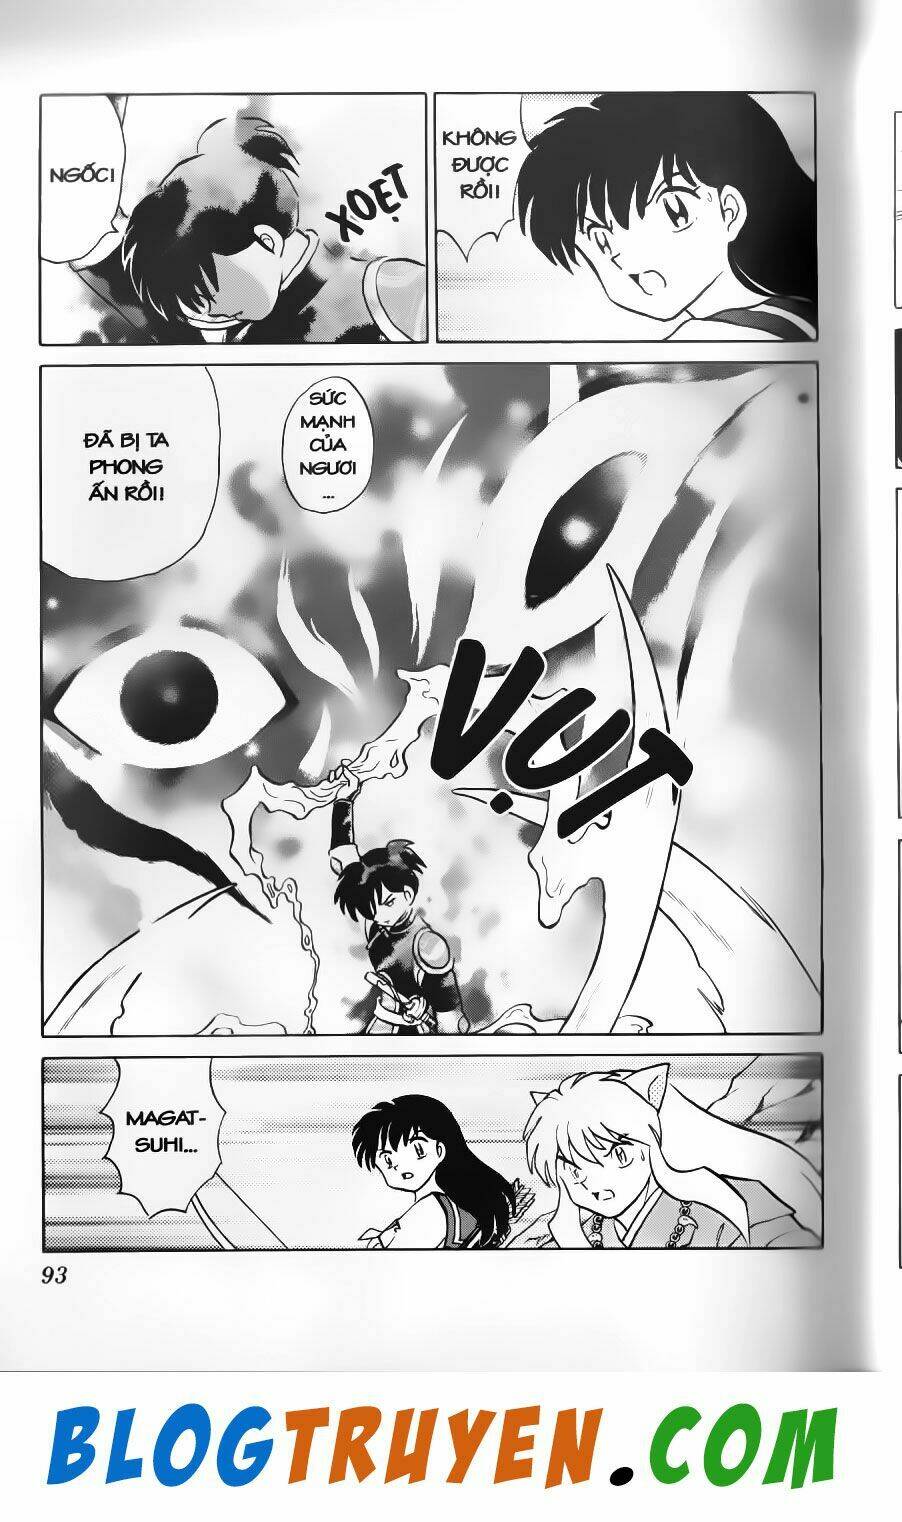 KHÔNG
ĐƯỢC
RỒI!!
NGỐC!
XOẸT
SỨC
MẠNH
CỦA
NGƯƠI
...
ĐÃ BỊ TA
PHONG
ẤN RỒI!
VỤT
MAGAT-
SUHI...
93
BLOGTRUYEN.COM